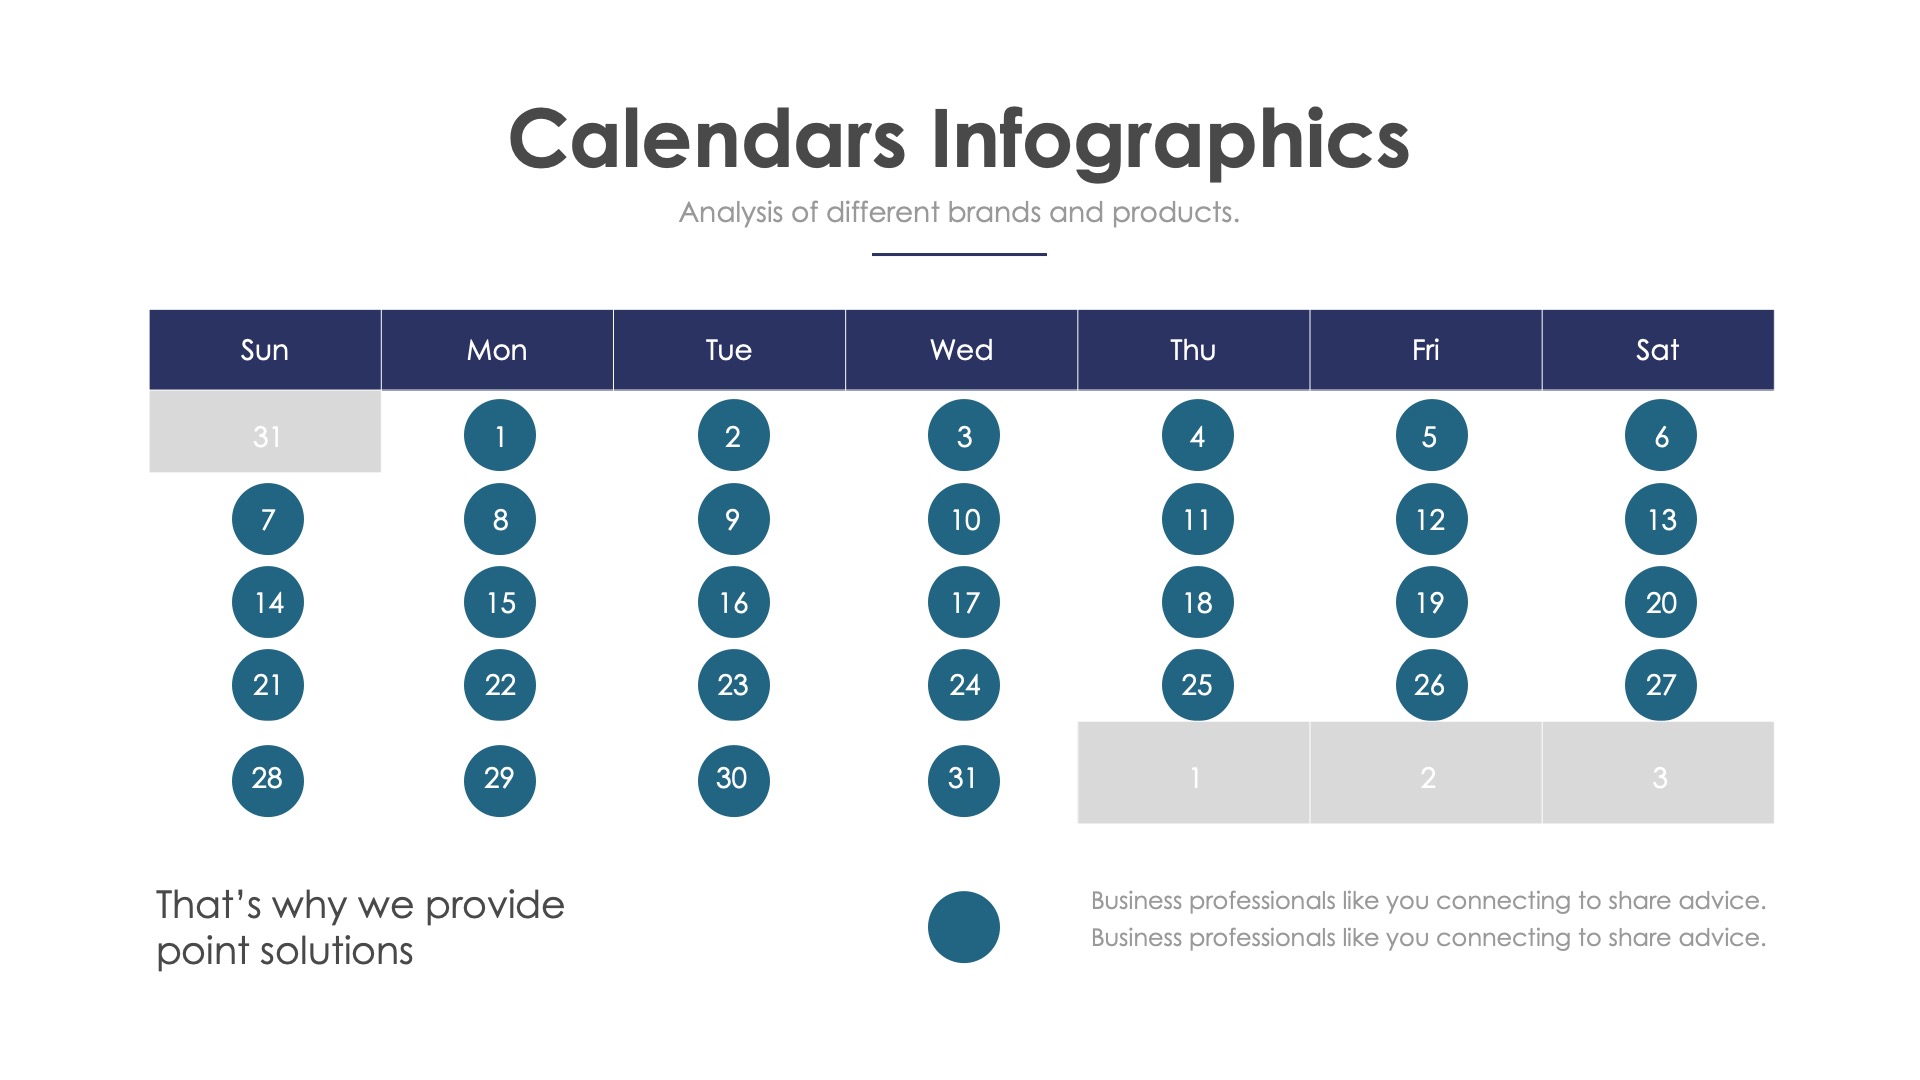 Calendars Infographics
Analysis of different brands and products.
Sun Mon Tue Wed Thu Fri Sat
31 1 2 3 4 5 6
7 8 9 10 11 12 13
14 15 16 17 18 19 20
21 22 23 24 25 26 27
28 29 30 31 1 2 3
That’s why we provide
point solutions
Business professionals like you connecting to share advice.
Business professionals like you connecting to share advice.